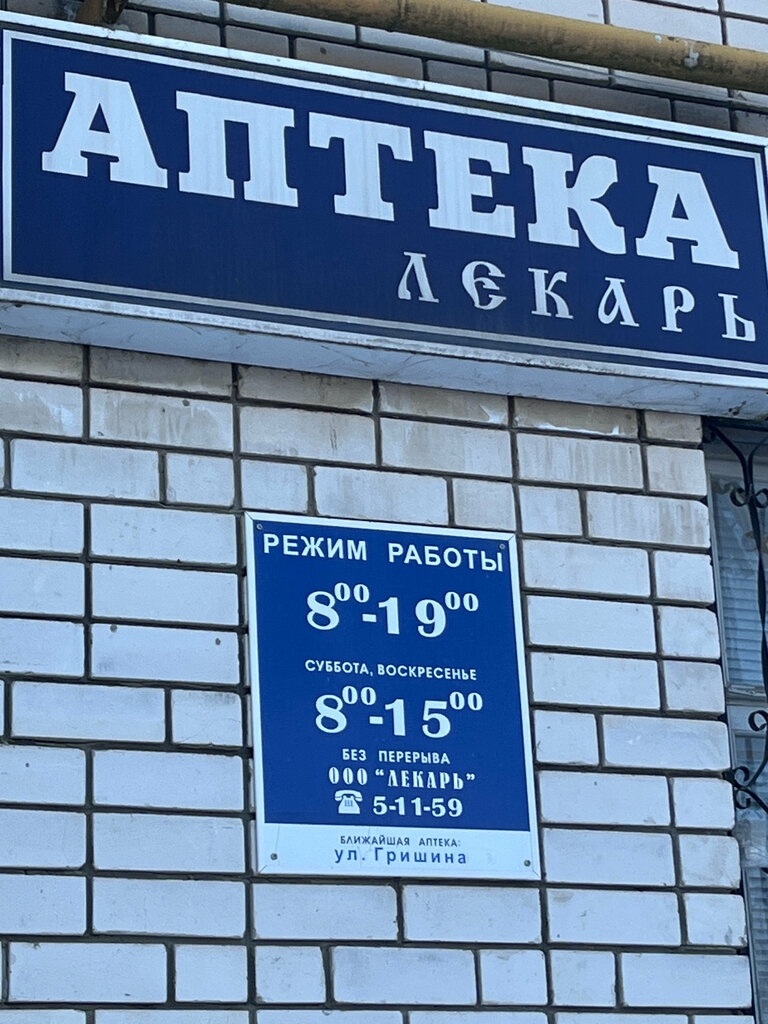 АПТЕКА
ЛЕКАРЬ
РЕЖИМ РАБОТЫ
8⁰⁰-19⁰⁰
СУББОТА, ВОСКРЕСЕНЬЕ
8⁰⁰-15⁰⁰
БЕЗ ПЕРЕРЫВА
ООО "ЛЕКАРЬ"
☎ 5-11-59
БЛИЖАЙШАЯ АПТЕКА:
ул. Гришина